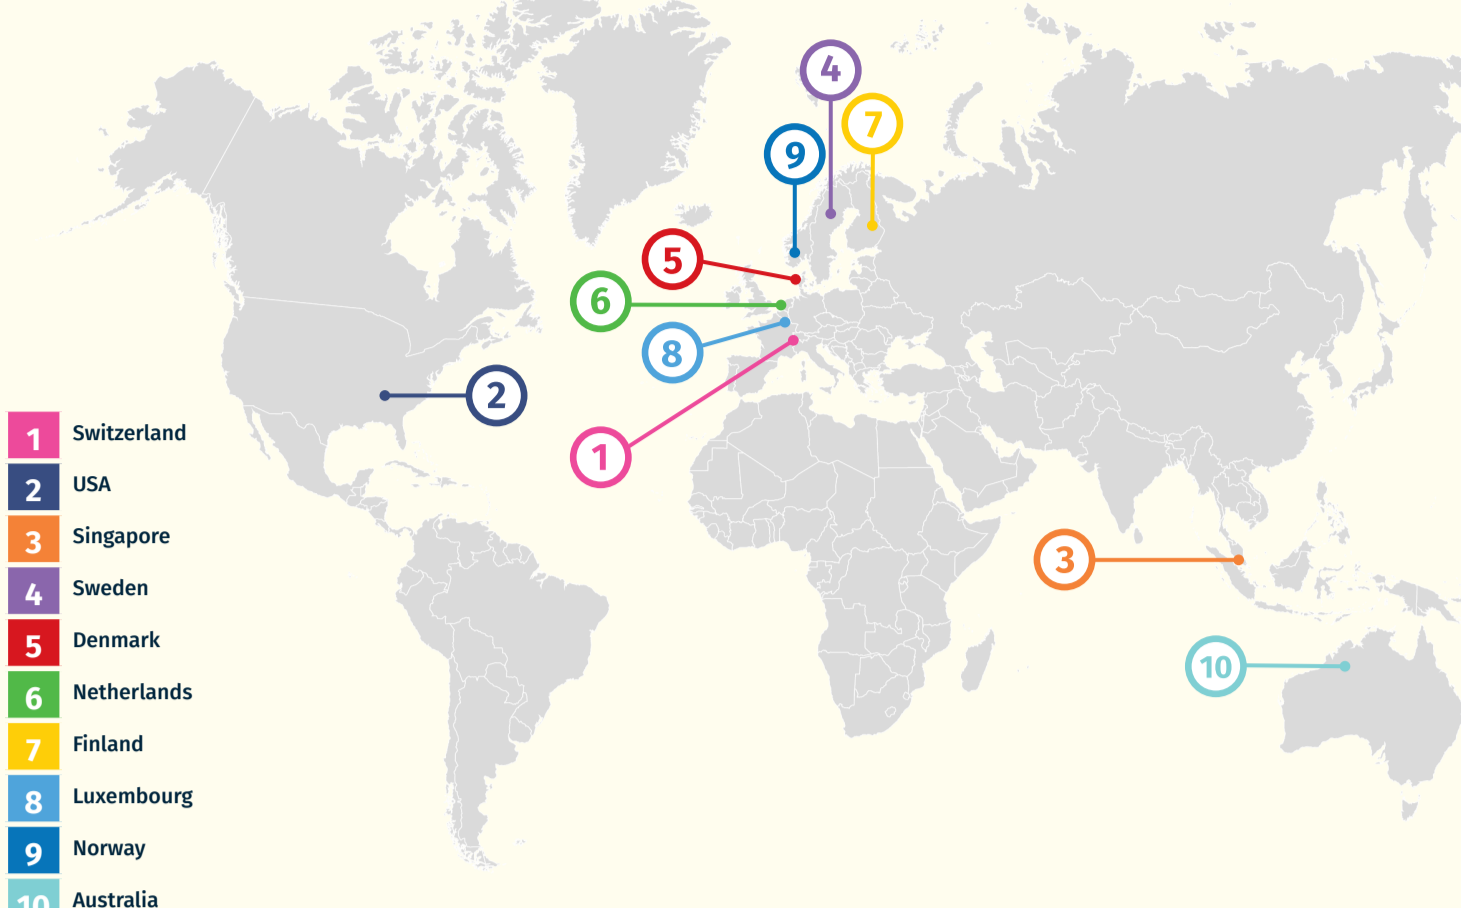 4
7
9
5
6
8
2
1
3
10
1 Switzerland
2 USA
3 Singapore
4 Sweden
5 Denmark
6 Netherlands
7 Finland
8 Luxembourg
9 Norway
10 Australia